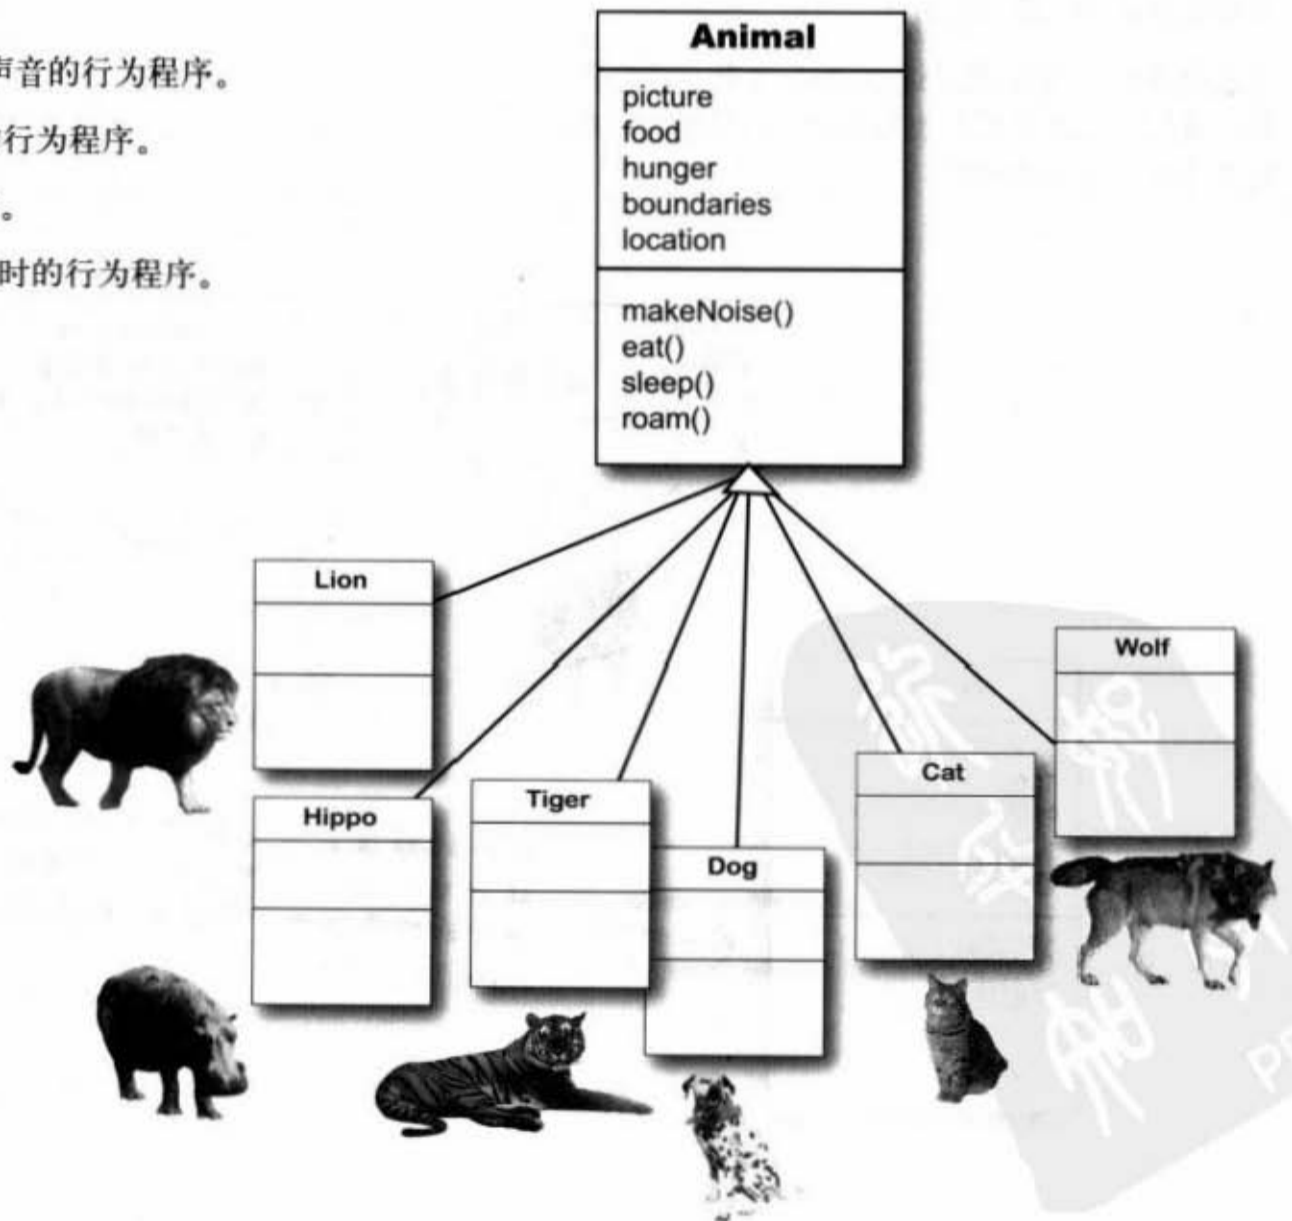 声音的行为程序。
行为程序。
。
时的行为程序。
Animal
picture
food
hunger
boundaries
location
makeNoise()
eat()
sleep()
roam()
Lion
Hippo
Tiger
Dog
Cat
Wolf